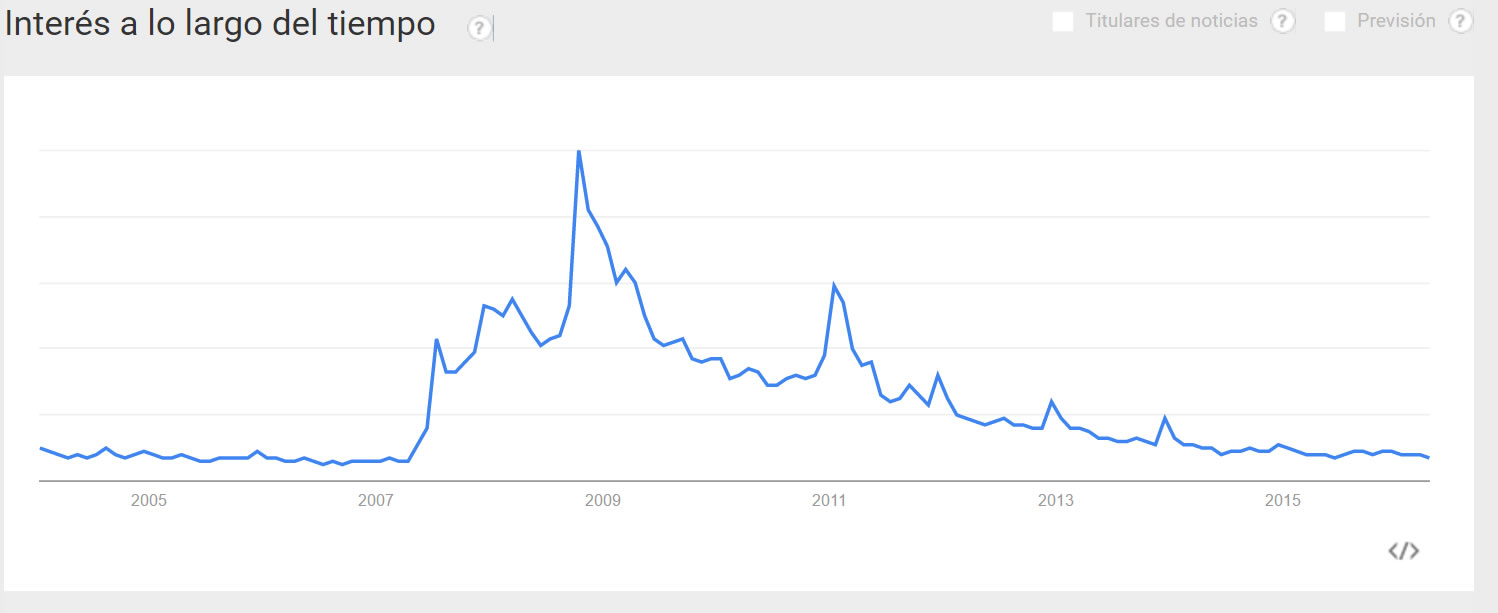 Interés a lo largo del tiempo ?
Titulares de noticias ? Previsión ?
2005 2007 2009 2011 2013 2015
</>